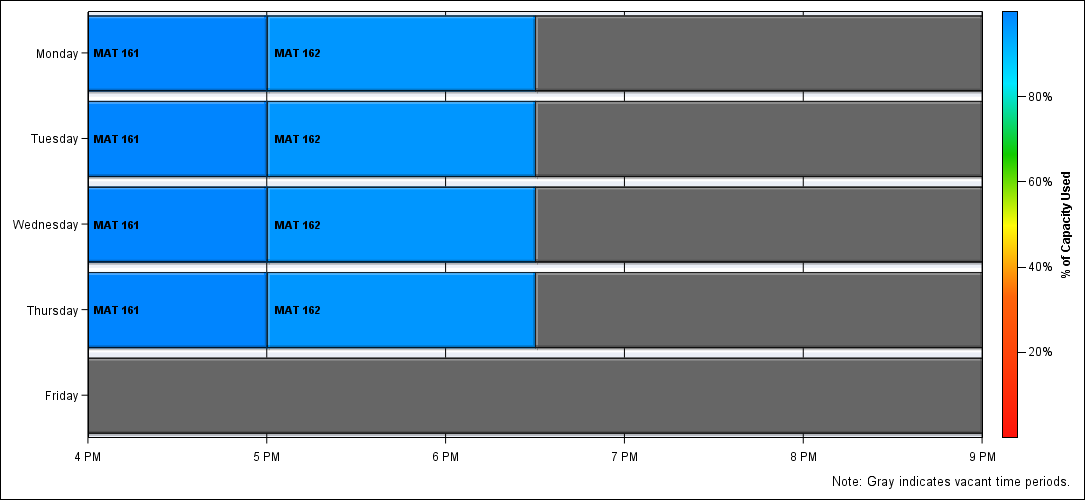 Monday MAT 161 MAT 162
80%
Tuesday MAT 161 MAT 162
60%
Wednesday MAT 161 MAT 162
% of Capacity Used
40%
Thursday MAT 161 MAT 162
20%
Friday
4 PM 5 PM 6 PM 7 PM 8 PM 9 PM
Note: Gray indicates vacant time periods.